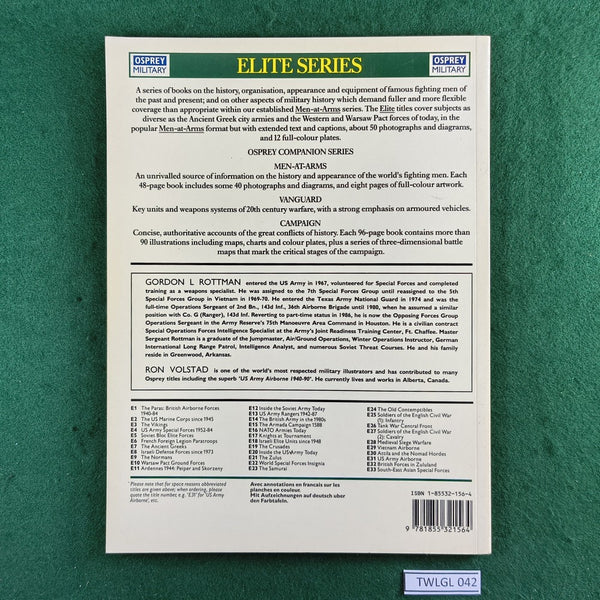 OSPREY
MILITARY
ELITE SERIES
OSPREY
MILITARY
A series of books on the history, organisation, appearance and equipment of famous fighting men of
the past and present; and on other aspects of military history which demand fuller and more flexible
coverage than appropriate within our established Men-at-Arms series. The Elite titles cover subjects as
diverse as the Ancient Greek city armies and the Western and Warsaw Pact forces of today, in the
popular Men-at-Arms format but with extended text and captions, about 50 photographs and diagrams,
and 12 full-colour plates.
OSPREY COMPANION SERIES
MEN-AT-ARMS
An unrivalled source of information on the history and appearance of the world's fighting men. Each
48-page book includes some 40 photographs and diagrams, and eight pages of full-colour artwork.
VANGUARD
Key units and weapons systems of 20th century warfare, with a strong emphasis on armoured vehicles.
CAMPAIGN
Concise, authoritative accounts of the great conflicts of history. Each 96-page book contains more than
90 illustrations including maps, charts and colour plates, plus a series of three-dimensional battle
maps that mark the critical stages of the campaign.
GORDON L ROTTMAN entered the US Army in 1967, volunteered for Special Forces and completed
training as a weapons specialist. He was assigned to the 7th Special Forces Group until reassigned to the 5th
Special Forces Group in Vietnam in 1969-70. He entered the Texas Army National Guard in 1974 and was the
full-time Operations Sergeant of 2nd Bn., 143d Inf., 36th Airborne Brigade until 1980, when he assumed a similar
position with Co. G (Ranger), 143d Inf. Reverting to part-time status in 1986, he is now the Opposing Forces Group
Operations Sergeant in the Army Reserve's 75th Manoeuvre Area Command in Houston. He is a civilian contract
Special Operations Forces Intelligence Specialist at the Army's Joint Readiness Training Center, Ft. Chaffee. Master
Sergeant Rottman is a graduate of the Jumpmaster, Air/Ground Operations, Winter Operations Instructor, German
International Long Range Patrol, Intelligence Analyst, and numerous Soviet Threat Courses. He and his family
reside in Greenwood, Arkansas.
RON VOLSTAD is one of the world's most respected military illustrators and has contributed to many
Osprey titles including the superb 'US Army Airborne 1940-90'. He currently lives and works in Alberta, Canada.
E1 The Paras: British Airborne Forces
1940-84
E2 The US Marine Corps since 1945
E3 The Vikings
E4 US Army Special Forces 1952-84
E5 Soviet Bloc Elite Forces
E6 French Foreign Legion Paratroops
E7 The Ancient Greeks
E8 Israeli Defense Forces since 1973
E9 The Normans
E10 Warsaw Pact Ground Forces
E11 Ardennes 1944: Peiper and Skorzeny
E12 Inside the Soviet Army Today
E13 US Army Rangers 1942-87
E14 The British Army in the 1980s
E15 The Armada Campaign 1588
E16 NATO Armies Today
E17 Knights at Tournament
E18 Israeli Elite Units since 1948
E19 The Crusades
E20 Inside the US Army Today
E21 The Zulus
E22 World Special Forces Insignia
E23 The Samurai
E24 The Old Contemptibles
E25 Soldiers of the English Civil War
(1): Infantry
E26 Tank War Central Front
E27 Soldiers of the English Civil War
(2): Cavalry
E28 Medieval Siege Warfare
E29 Vietnam Airborne
E30 Attila and the Nomad Hordes
E31 US Army Airborne
E32 British Forces in Zululand
E33 South-East Asian Special Forces
Please note that for space reasons abbreviated
titles are given above; when ordering, please
quote the title number, e.g. 'E31' for 'US Army
Airborne', etc.
Avec annotations en francais sur les
planches en couleur.
Mit Aufzeichnungen auf deutsch über
den Farbtafeln.
ISBN 1-85532-156-4
9 781855 321564
TWLGL 042